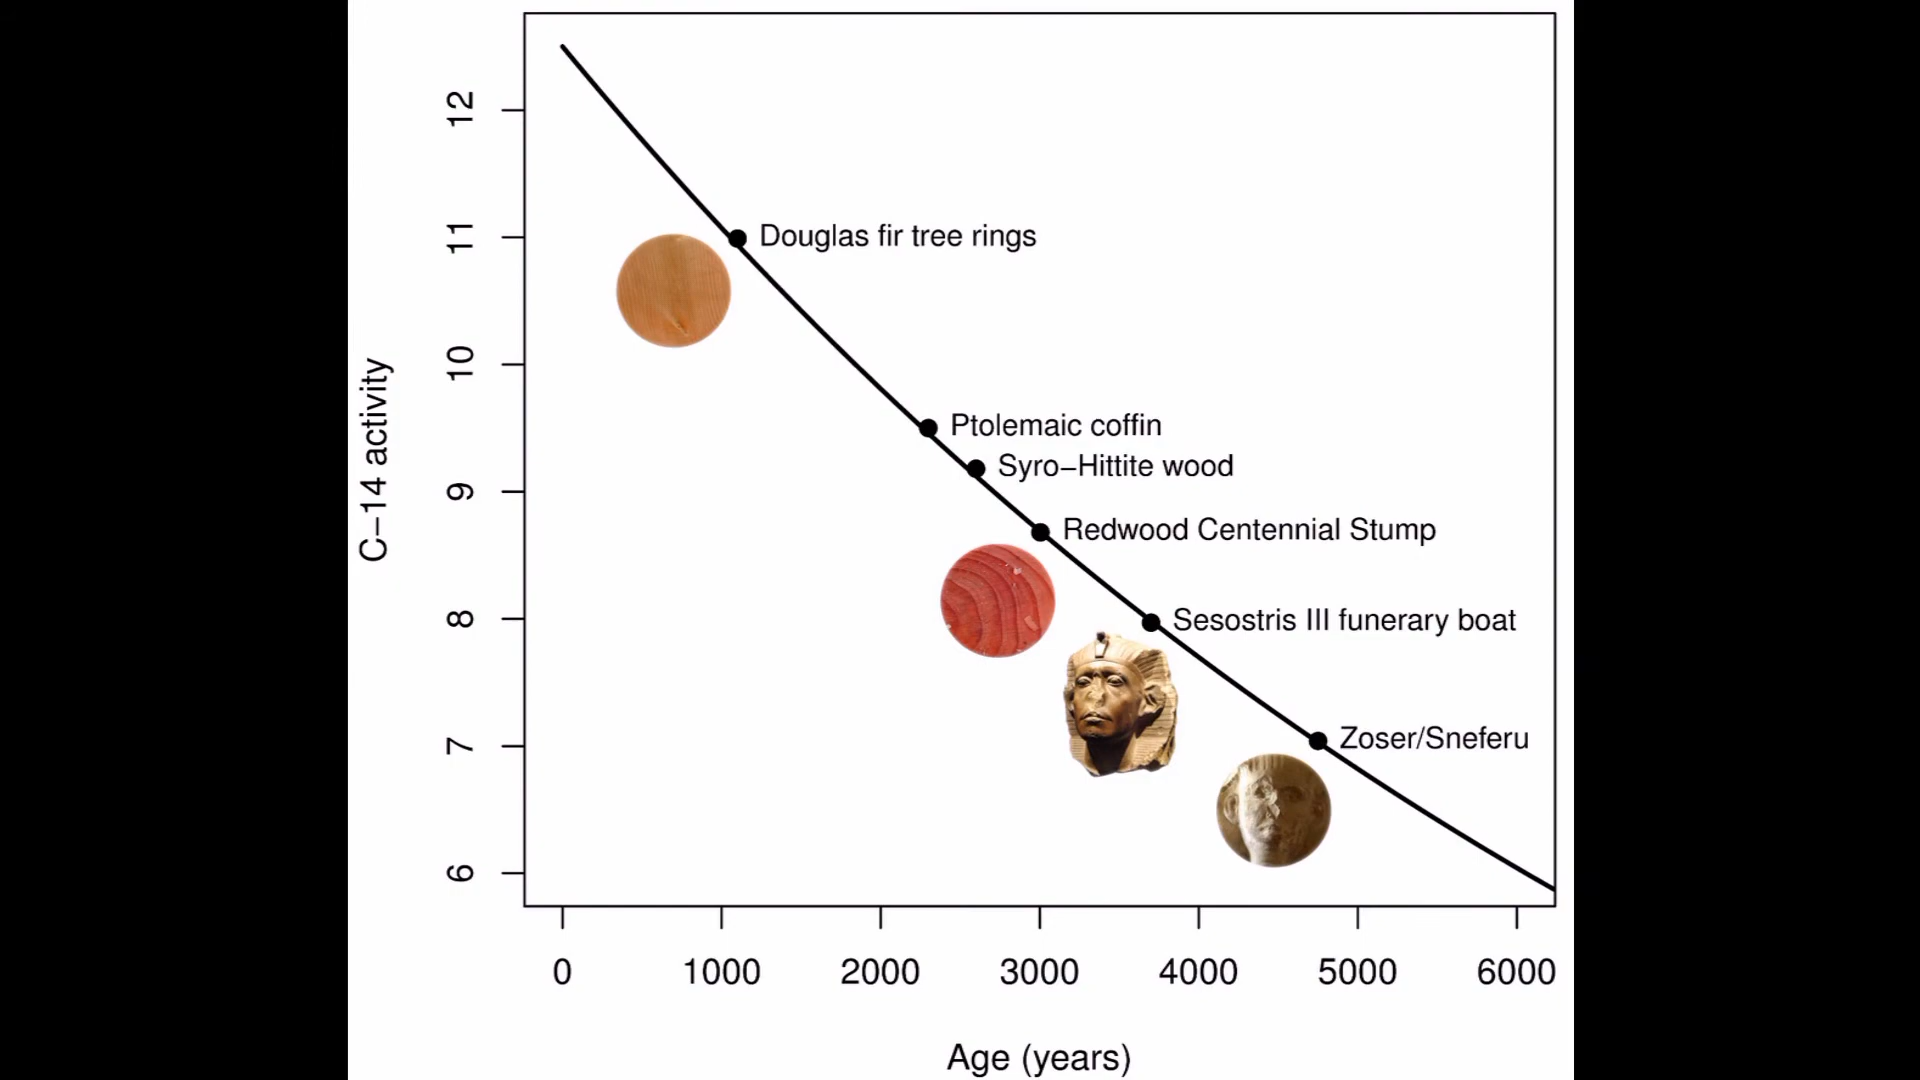 12
11
10
9
8
7
6
C–14 activity
Douglas fir tree rings
Ptolemaic coffin
Syro–Hittite wood
Redwood Centennial Stump
Sesostris III funerary boat
Zoser/Sneferu
0 1000 2000 3000 4000 5000 6000
Age (years)